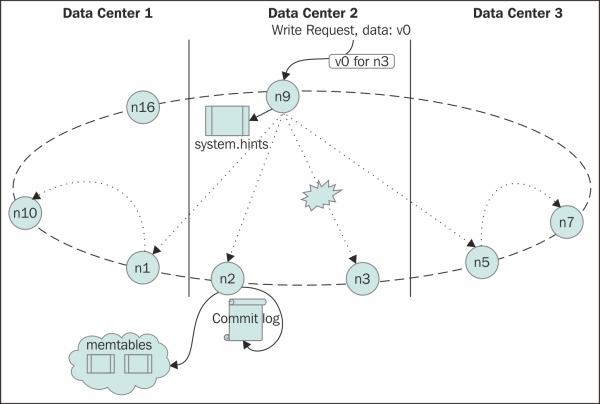 Data Center 1
Data Center 2
Data Center 3
Write Request, data: v0
v0 for n3
n9
n16
system.hints
n10
n7
n1
n2
n3
n5
Commit log
memtables